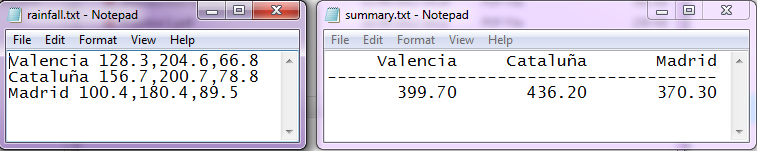 rainfall.txt - Notepad
File Edit Format View Help
Valencia 128.3,204.6,66.8
Cataluña 156.7,200.7,78.8
Madrid 100.4,180.4,89.5
summary.txt - Notepad
File Edit Format View Help
Valencia Cataluña Madrid
---------------------------------------
399.70 436.20 370.30